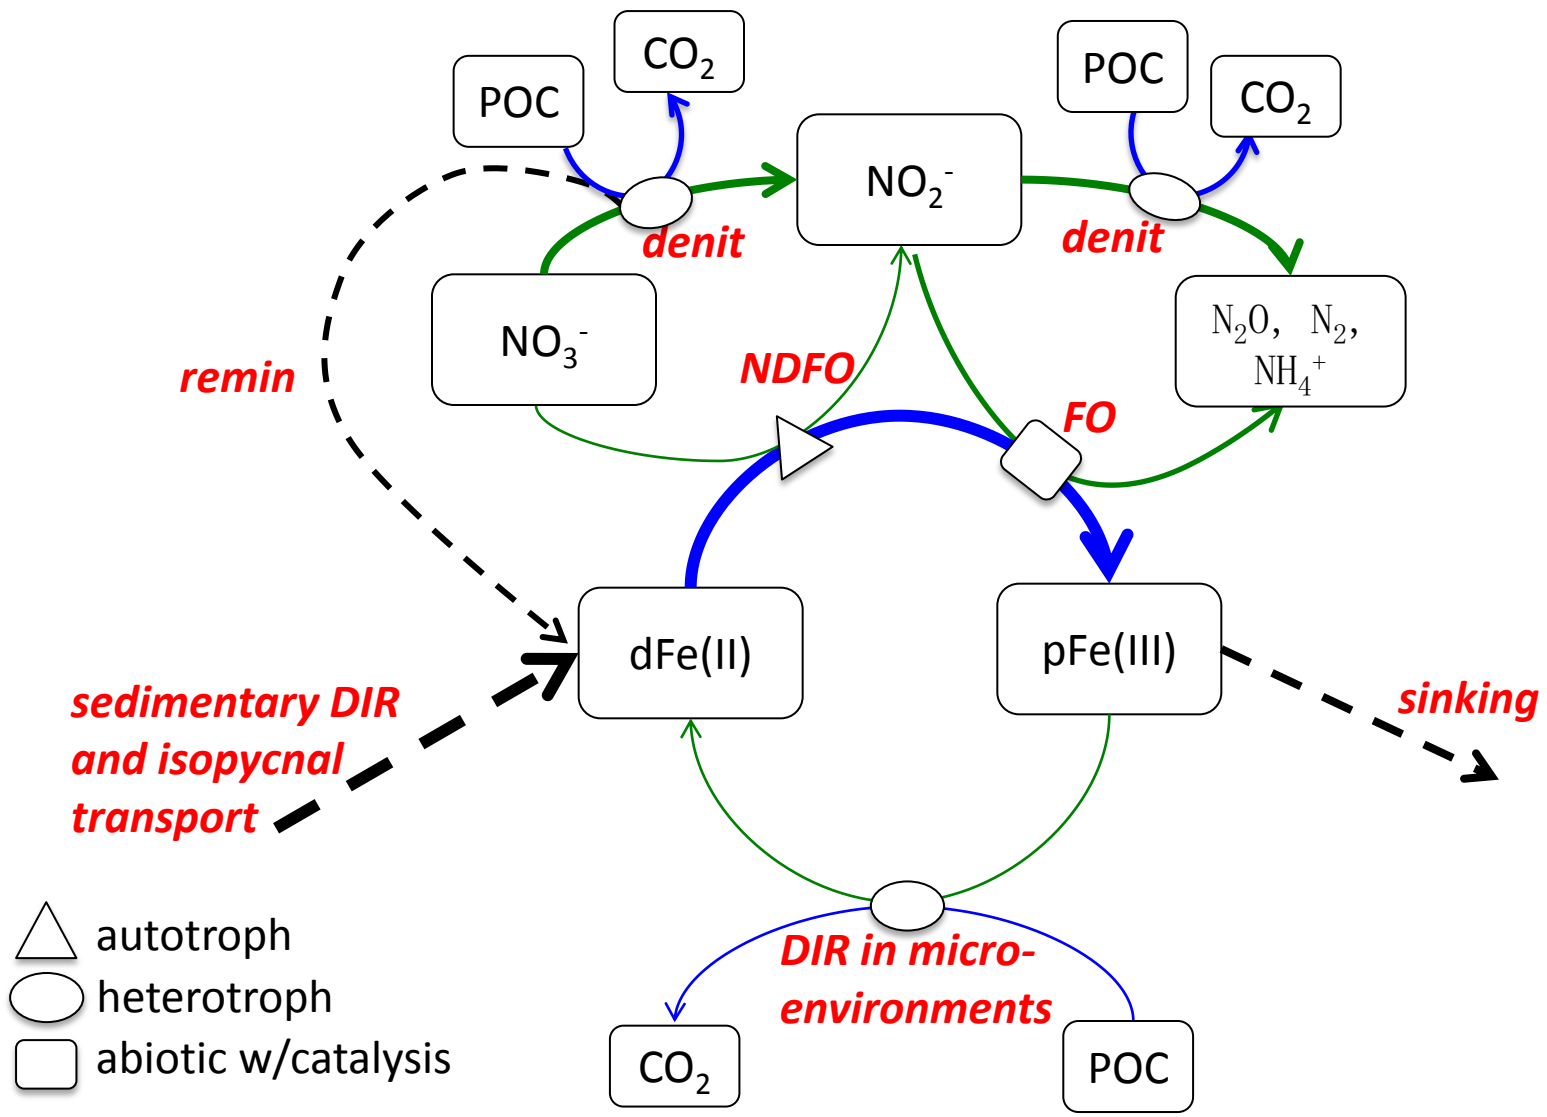 CO₂
POC
POC
CO₂
NO₂⁻
denit
denit
NO₃⁻
N₂O, N₂,
NH₄⁺
remin
NDFO
FO
dFe(II)
pFe(III)
sedimentary DIR
and isopycnal
transport
sinking
autotroph
heterotroph
abiotic w/catalysis
DIR in micro-
environments
CO₂
POC